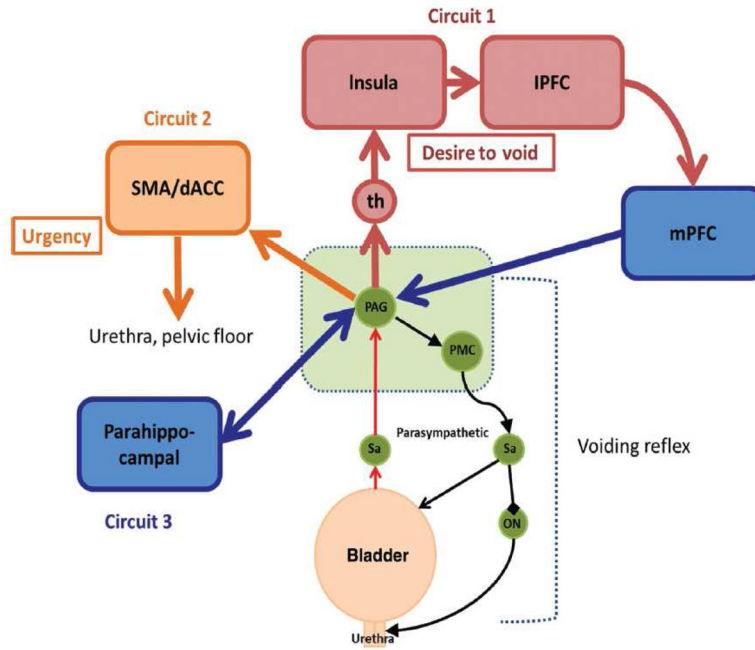 Circuit 1
Insula
lPFC
Circuit 2
Desire to void
SMA/dACC
th
Urgency
mPFC
PAG
Urethra, pelvic floor
PMC
Parahippo-
campal
Sa
Parasympathetic
Sa
Voiding reflex
Circuit 3
ON
Bladder
Urethra